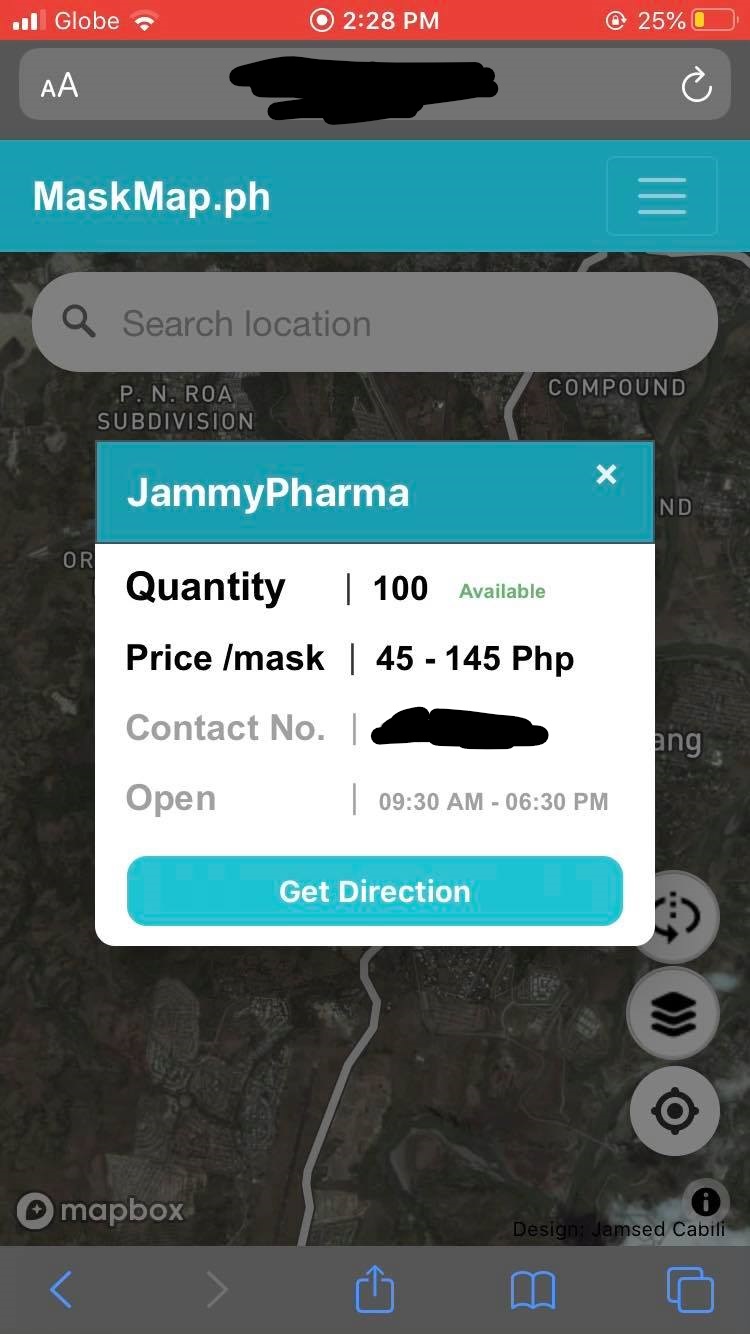 Globe 2:28 PM 25%
AA
MaskMap.ph
Search location
P. N. ROA
SUBDIVISION
COMPOUND
JammyPharma ×
ND
OR
Quantity | 100 Available
Price /mask | 45 - 145 Php
Contact No. |
ang
Open | 09:30 AM - 06:30 PM
Get Direction
mapbox
Design: Jamsed Cabili